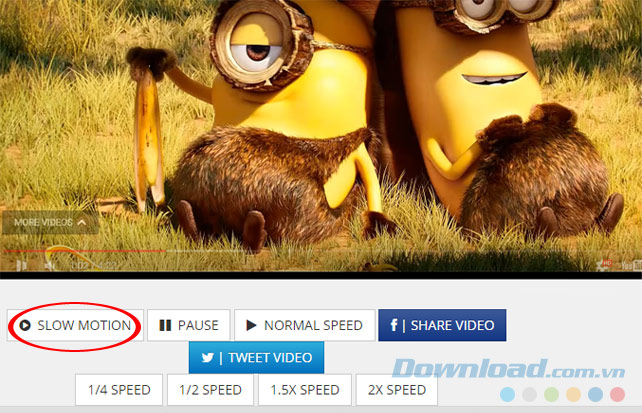 MORE VIDEOS
SLOW MOTION PAUSE NORMAL SPEED f | SHARE VIDEO
| TWEET VIDEO
Download.com.vn
1/4 SPEED 1/2 SPEED 1.5X SPEED 2X SPEED